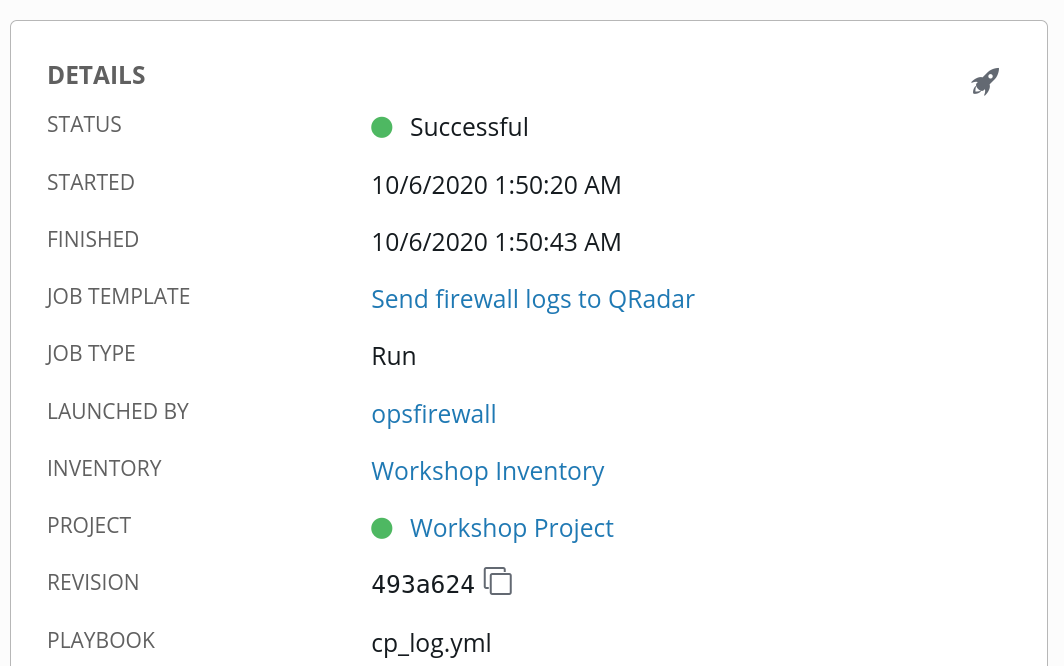 DETAILS
STATUS Successful
STARTED 10/6/2020 1:50:20 AM
FINISHED 10/6/2020 1:50:43 AM
JOB TEMPLATE Send firewall logs to QRadar
JOB TYPE Run
LAUNCHED BY opsfirewall
INVENTORY Workshop Inventory
PROJECT Workshop Project
REVISION 493a624
PLAYBOOK cp_log.yml